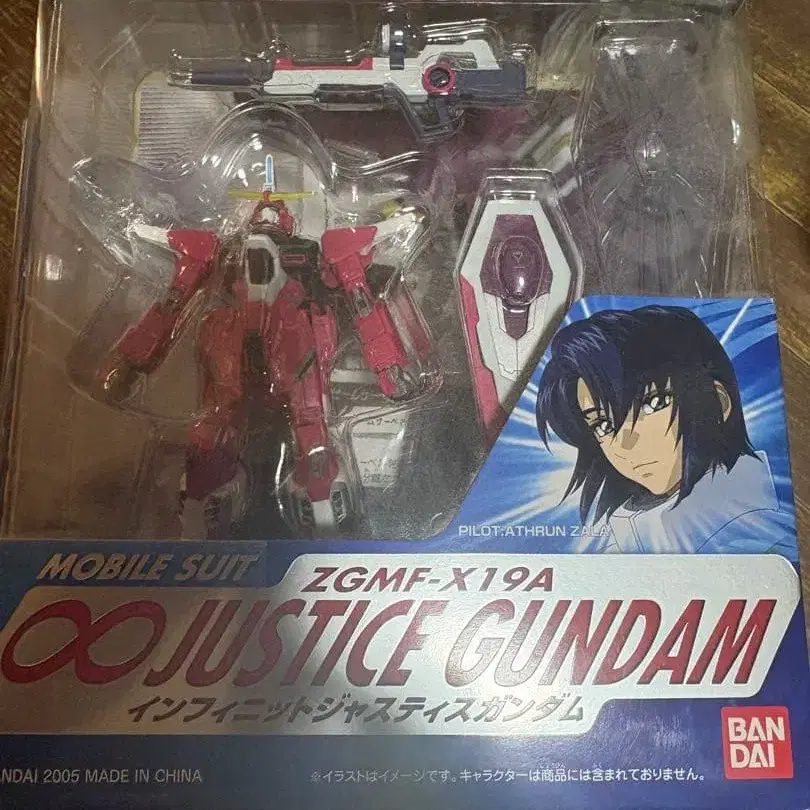 PILOT:ATHRUN ZALA
MOBILE SUIT
ZGMF-X19A
∞ JUSTICE GUNDAM
インフィニットジャスティスガンダム
BAN
DAI
NDAI 2005 MADE IN CHINA
※イラストはイメージです。キャラクターは商品には含まれておりません。